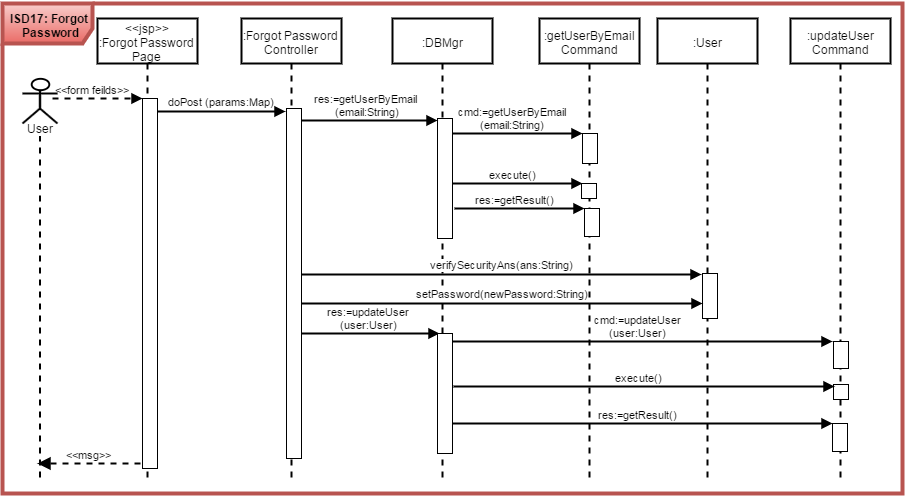 ISD17: Forgot
Password
<<jsp>>
:Forgot Password
Page
:Forgot Password
Controller
:DBMgr
:getUserByEmail
Command
:User
:updateUser
Command
<<form feilds>>
User
doPost (params:Map)
res:=getUserByEmail
(email:String)
cmd:=getUserByEmail
(email:String)
execute()
res:=getResult()
verifySecurityAns(ans:String)
setPassword(newPassword:String)
res:=updateUser
(user:User)
cmd:=updateUser
(user:User)
execute()
res:=getResult()
<<msg>>